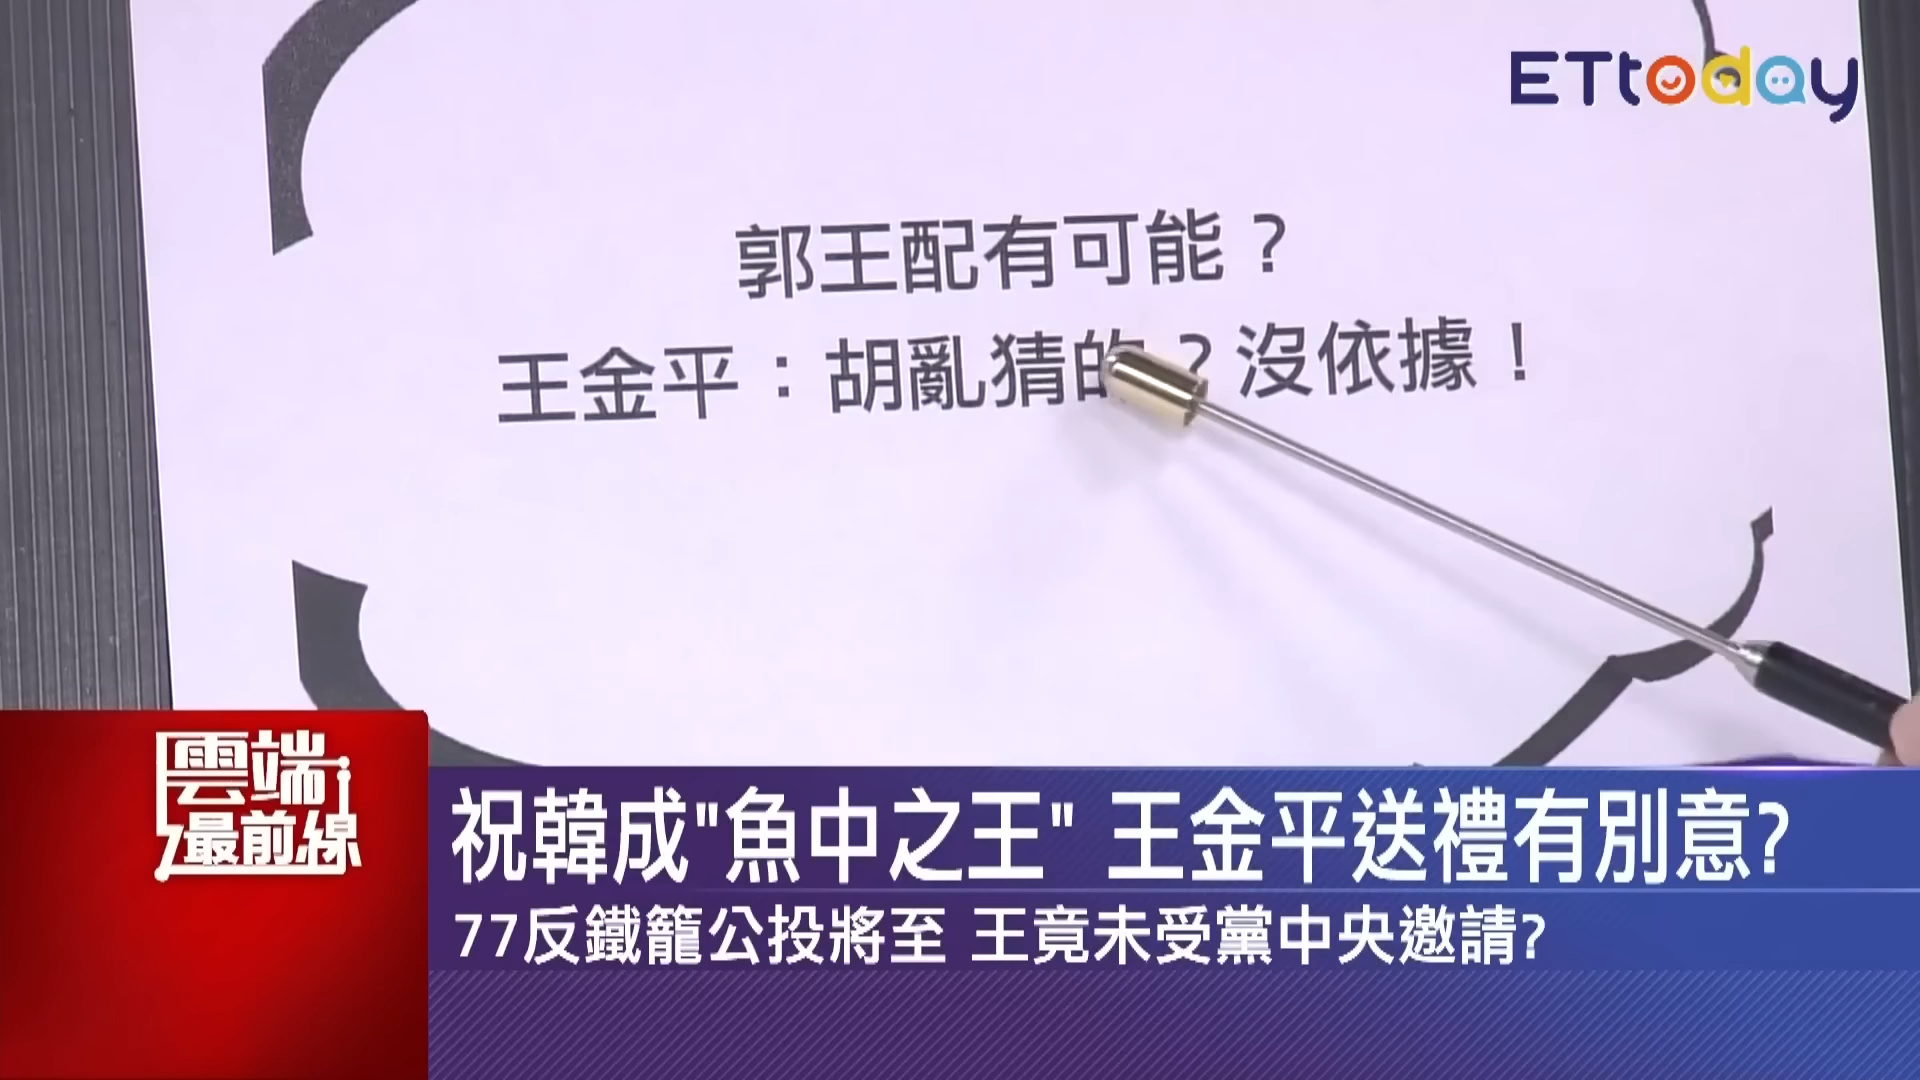 ETtoday
郭王配有可能？
王金平：胡亂猜的？沒依據！
雲端最前線
祝韓成"魚中之王" 王金平送禮有別意?
77反鐵籠公投將至 王竟未受黨中央邀請?